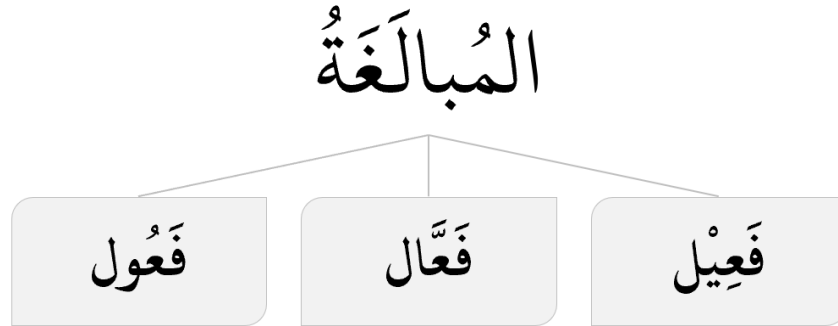 المُبالَغَةُ
فَعِيْل
فَعَّال
فَعُول